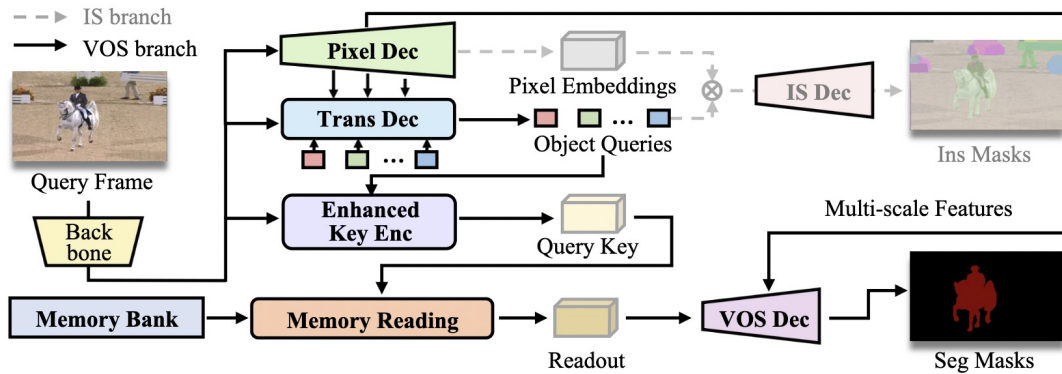 IS branch
VOS branch
Pixel Dec
Pixel Embeddings
IS Dec
Ins Masks
Trans Dec
...
Object Queries
...
Query Frame
Back
bone
Enhanced
Key Enc
Query Key
Multi-scale Features
Memory Bank
Memory Reading
Readout
VOS Dec
Seg Masks